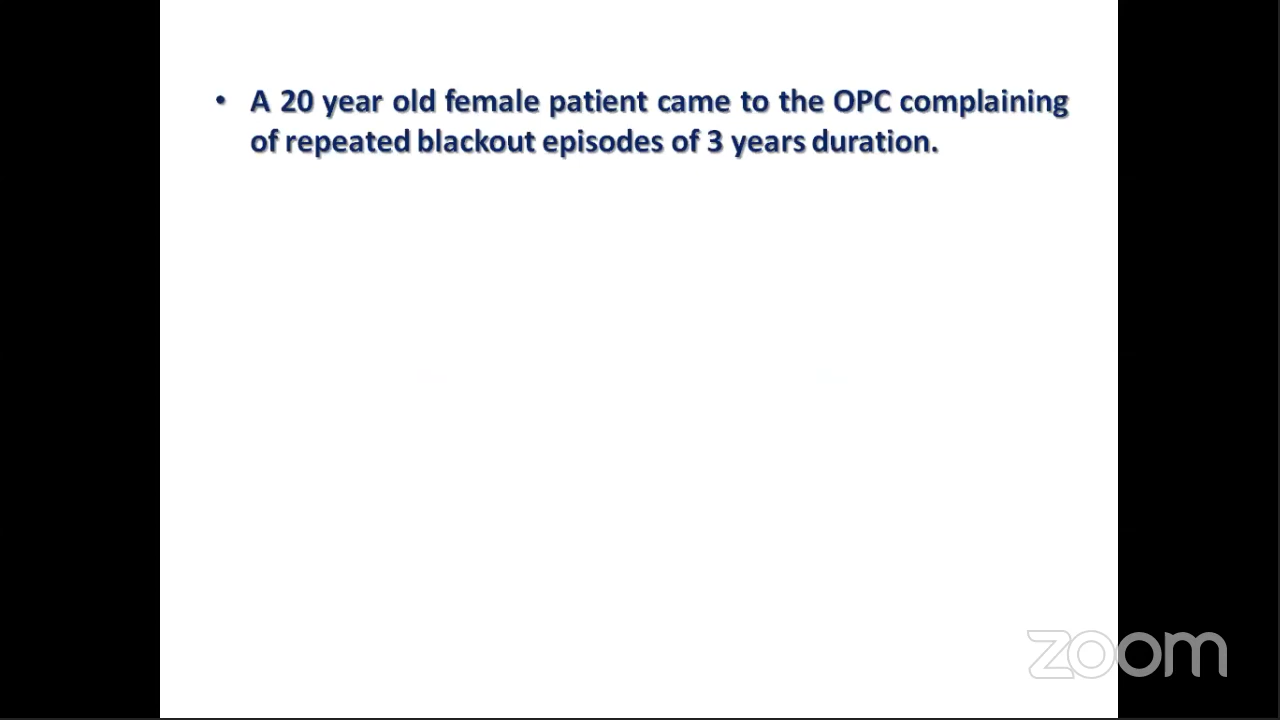 • A 20 year old female patient came to the OPC complaining
of repeated blackout episodes of 3 years duration.
zoom